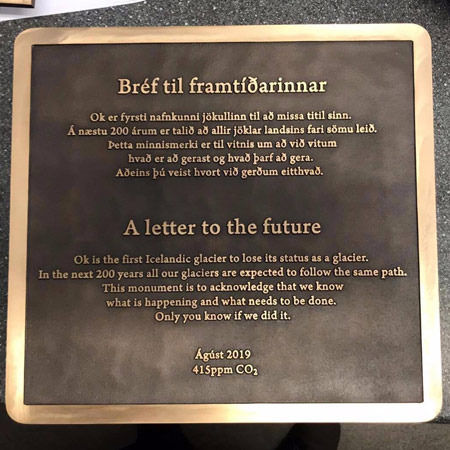 Bréf til framtíðarinnar
Ok er fyrsti nafnkunni jökullinn til að missa titil sinn.
Á næstu 200 árum er talið að allir jöklar landsins fari sömu leið.
Þetta minnismerki er til vitnis um að við vitum
hvað er að gerast og hvað þarf að gera.
Aðeins þú veist hvort við gerðum eitthvað.
A letter to the future
Ok is the first Icelandic glacier to lose its status as a glacier.
In the next 200 years all our glaciers are expected to follow the same path.
This monument is to acknowledge that we know
what is happening and what needs to be done.
Only you know if we did it.
Ágúst 2019
415ppm CO₂